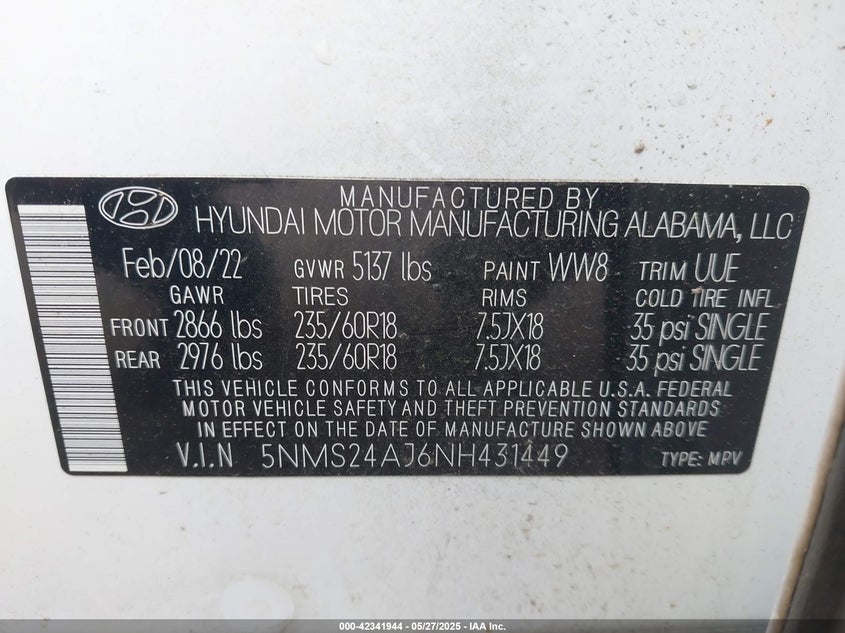 MANUFACTURED BY
HYUNDAI MOTOR MANUFACTURING ALABAMA, LLC
Feb/08/22 GVWR 5137 lbs PAINT WW8 TRIM UUE
GAWR TIRES RIMS COLD TIRE INFL
FRONT 2866 lbs 235/60R18 7.5JX18 35 psi SINGLE
REAR 2976 lbs 235/60R18 7.5JX18 35 psi SINGLE
THIS VEHICLE CONFORMS TO ALL APPLICABLE U.S.A. FEDERAL
MOTOR VEHICLE SAFETY AND THEFT PREVENTION STANDARDS
IN EFFECT ON THE DATE OF MANUFACTURE SHOWN ABOVE
V.I.N 5NMS24AJ6NH431449 TYPE: MPV
000-42341944 - 05/27/2025 - IAA Inc.